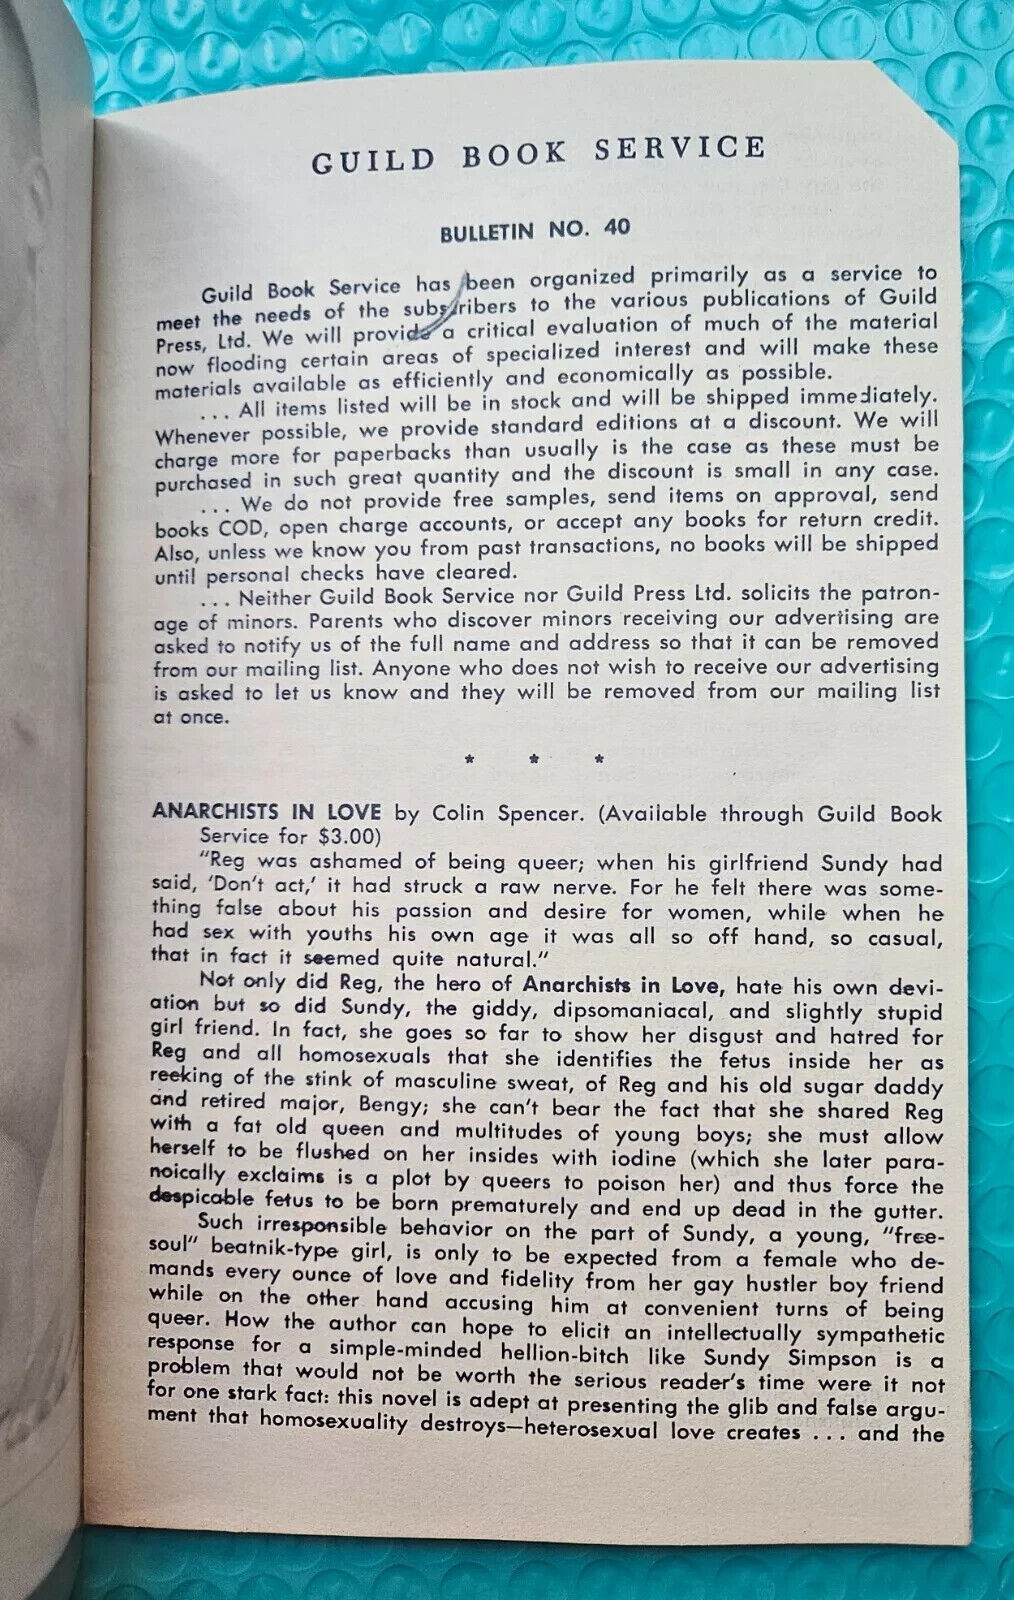 GUILD BOOK SERVICE
BULLETIN NO. 40
Guild Book Service has been organized primarily as a service to
meet the needs of the subscribers to the various publications of Guild
Press, Ltd. We will provide a critical evaluation of much of the material
now flooding certain areas of specialized interest and will make these
materials available as efficiently and economically as possible.
... All items listed will be in stock and will be shipped immediately.
Whenever possible, we provide standard editions at a discount. We will
charge more for paperbacks than usually is the case as these must be
purchased in such great quantity and the discount is small in any case.
... We do not provide free samples, send items on approval, send
books COD, open charge accounts, or accept any books for return credit.
Also, unless we know you from past transactions, no books will be shipped
until personal checks have cleared.
... Neither Guild Book Service nor Guild Press Ltd. solicits the patron-
age of minors. Parents who discover minors receiving our advertising are
asked to notify us of the full name and address so that it can be removed
from our mailing list. Anyone who does not wish to receive our advertising
is asked to let us know and they will be removed from our mailing list
at once.
* * *
ANARCHISTS IN LOVE by Colin Spencer. (Available through Guild Book
Service for $3.00)
"Reg was ashamed of being queer; when his girlfriend Sundy had
said, 'Don't act,' it had struck a raw nerve. For he felt there was some-
thing false about his passion and desire for women, while when he
had sex with youths his own age it was all so off hand, so casual,
that in fact it seemed quite natural."
Not only did Reg, the hero of Anarchists in Love, hate his own devi-
ation but so did Sundy, the giddy, dipsomaniacal, and slightly stupid
girl friend. In fact, she goes so far to show her disgust and hatred for
Reg and all homosexuals that she identifies the fetus inside her as
reeking of the stink of masculine sweat, of Reg and his old sugar daddy
and retired major, Bengy; she can't bear the fact that she shared Reg
with a fat old queen and multitudes of young boys; she must allow
herself to be flushed on her insides with iodine (which she later para-
noically exclaims is a plot by queers to poison her) and thus force the
despicable fetus to be born prematurely and end up dead in the gutter.
Such irresponsible behavior on the part of Sundy, a young, "free-
soul" beatnik-type girl, is only to be expected from a female who de-
mands every ounce of love and fidelity from her gay hustler boy friend
while on the other hand accusing him at convenient turns of being
queer. How the author can hope to elicit an intellectually sympathetic
response for a simple-minded hellion-bitch like Sundy Simpson is a
problem that would not be worth the serious reader's time were it not
for one stark fact: this novel is adept at presenting the glib and false argu-
ment that homosexuality destroys—heterosexual love creates ... and the